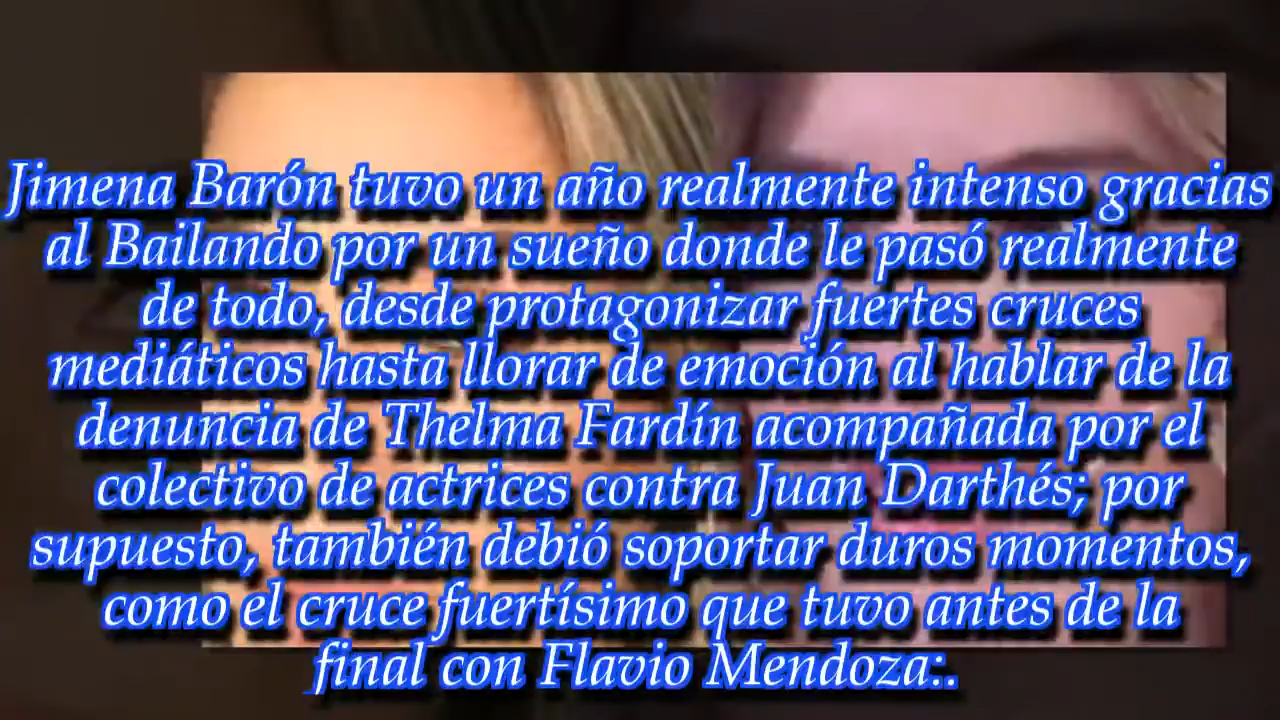 Jimena Barón tuvo un año realmente intenso gracias
al Bailando por un sueño donde le pasó realmente
de todo, desde protagonizar fuertes cruces
mediáticos hasta llorar de emoción al hablar de la
denuncia de Thelma Fardín acompañada por el
colectivo de actrices contra Juan Darthés; por
supuesto, también debió soportar duros momentos,
como el cruce fuertísimo que tuvo antes de la
final con Flavio Mendoza:.